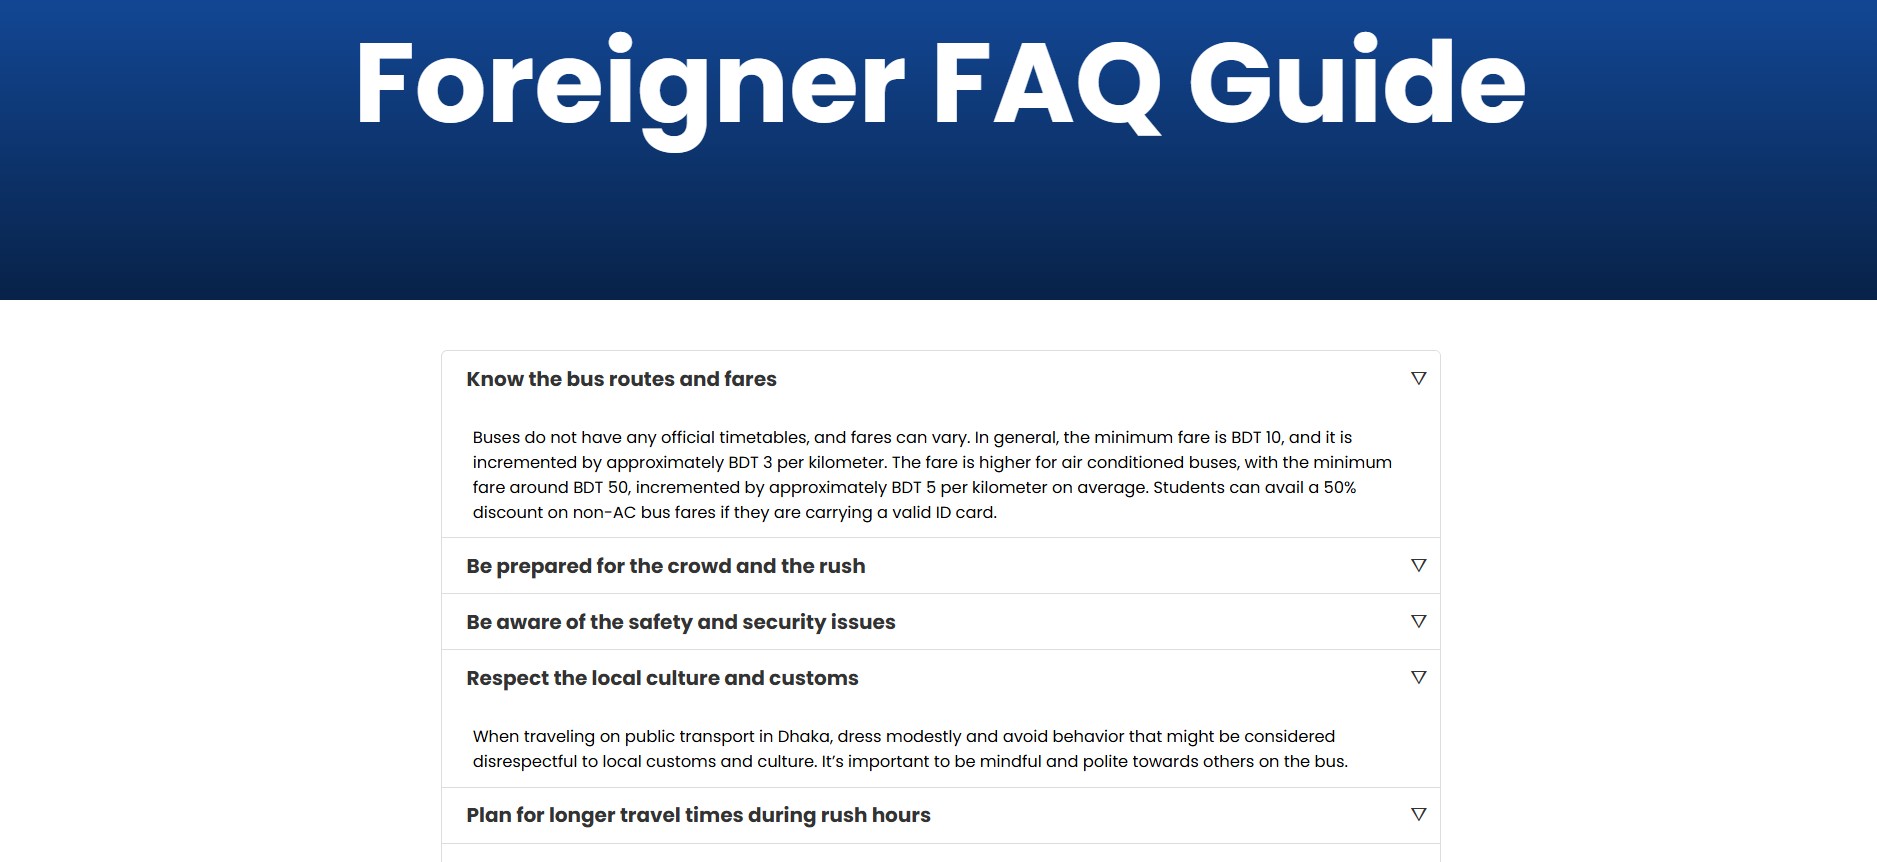 Foreigner FAQ Guide
Know the bus routes and fares
Buses do not have any official timetables, and fares can vary. In general, the minimum fare is BDT 10, and it is
incremented by approximately BDT 3 per kilometer. The fare is higher for air conditioned buses, with the minimum
fare around BDT 50, incremented by approximately BDT 5 per kilometer on average. Students can avail a 50%
discount on non-AC bus fares if they are carrying a valid ID card.
Be prepared for the crowd and the rush
Be aware of the safety and security issues
Respect the local culture and customs
When traveling on public transport in Dhaka, dress modestly and avoid behavior that might be considered
disrespectful to local customs and culture. It’s important to be mindful and polite towards others on the bus.
Plan for longer travel times during rush hours